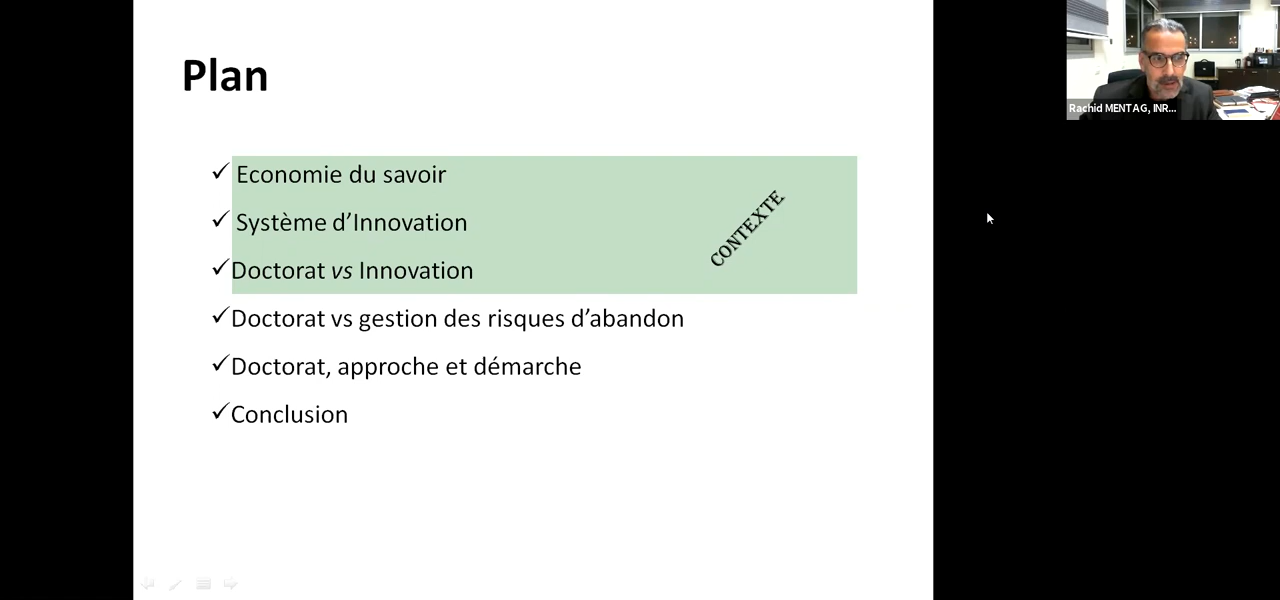 Plan
✓ Economie du savoir
✓ Système d’Innovation
✓Doctorat vs Innovation
CONTEXTE
✓Doctorat vs gestion des risques d’abandon
✓Doctorat, approche et démarche
✓Conclusion
Rachid MENTAG, INR...